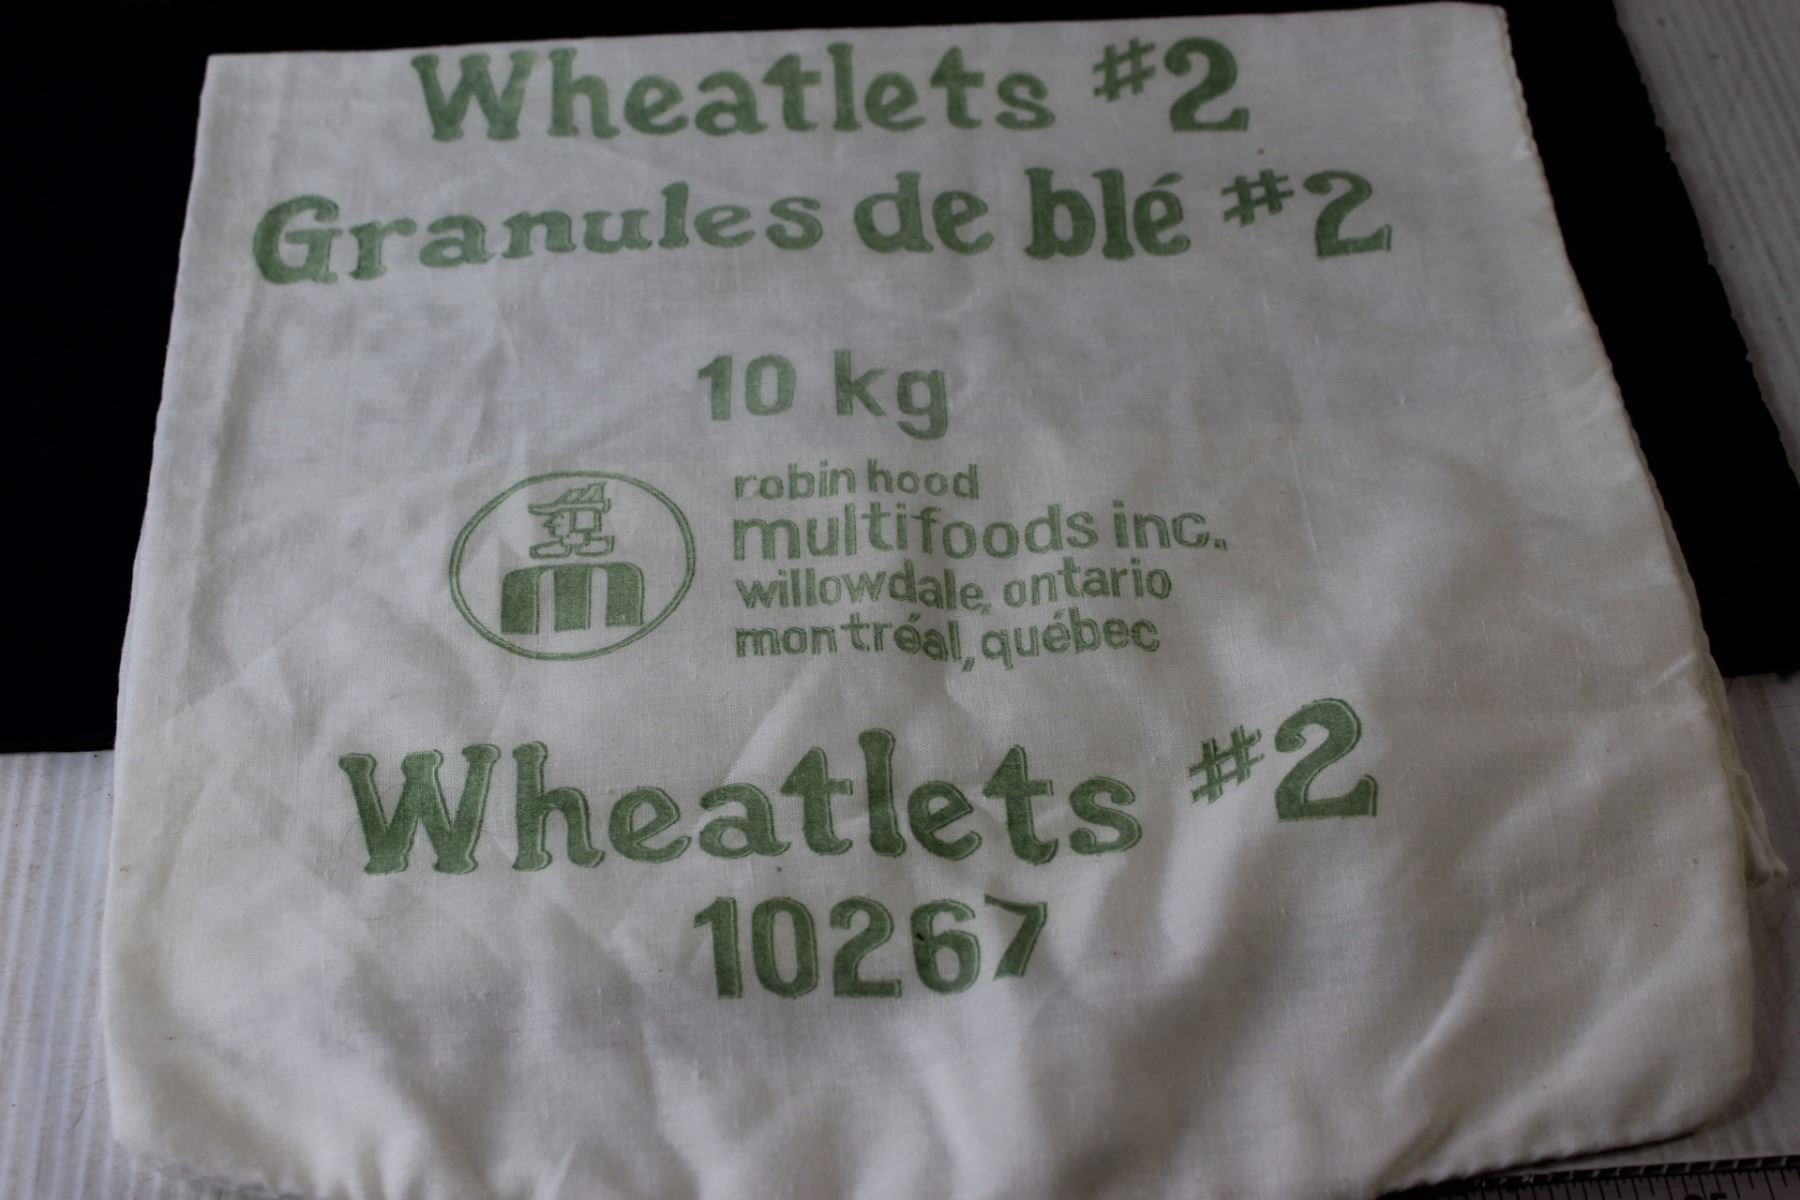 Wheatlets #2
Granules de blé #2
10 kg
robin hood
multifoods inc.
willowdale, ontario
montréal, québec
m
Wheatlets #2
10267